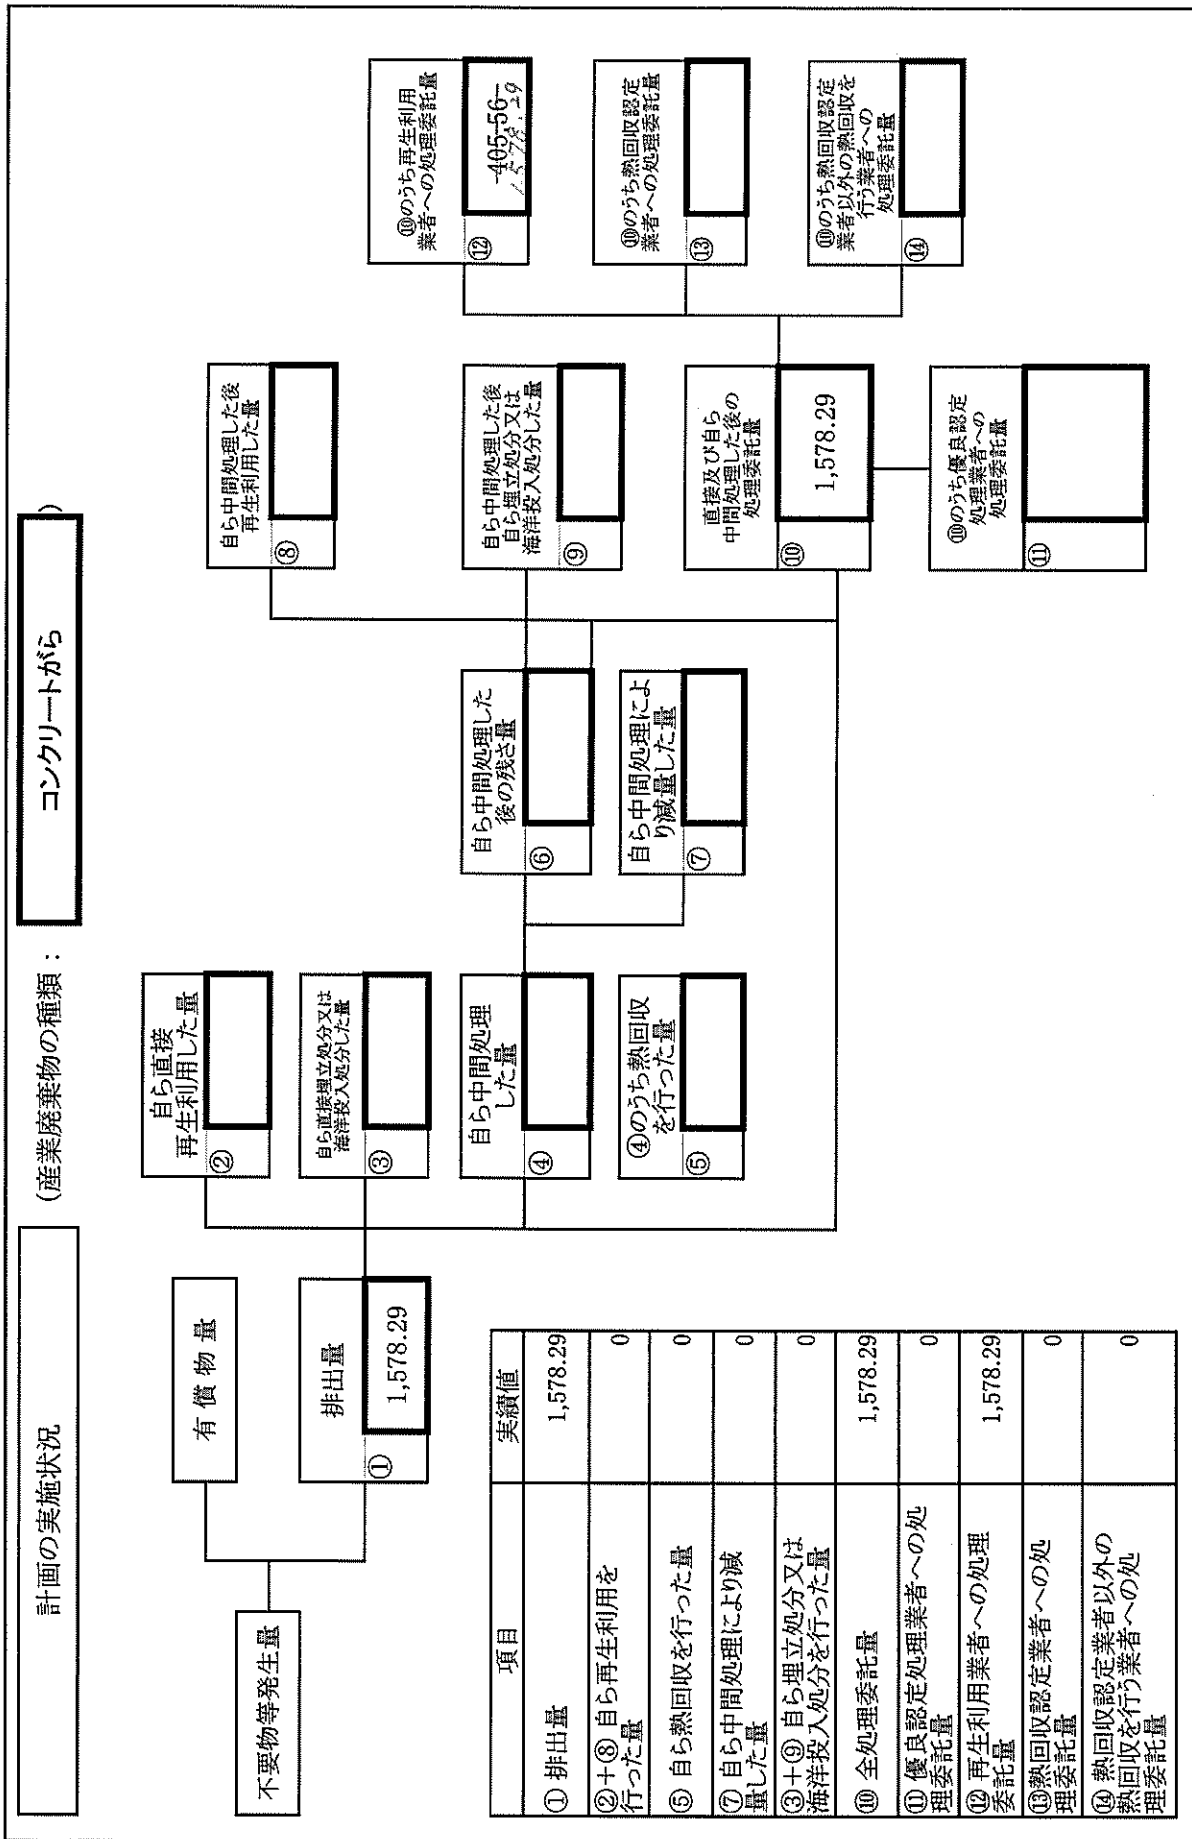 計画の実施状況
(産業廃棄物の種類:
コンクリートがら
)
不要物等発生量
有償物量
排出量
①
1,578.29
自ら直接
再生利用した量
②
自ら直接埋立処分又は
海洋投入処分した量
③
自ら中間処理
した量
④
④のうち熱回収
を行った量
⑤
自ら中間処理した
後の残さ量
⑥
自ら中間処理によ
り減量した量
⑦
自ら中間処理した後
再生利用した量
⑧
自ら中間処理した後
自ら埋立処分又は
海洋投入処分した量
⑨
直接及び自ら
中間処理した後の
処理委託量
⑩
1,578.29
⑩のうち優良認定
処理業者への
処理委託量
⑪
⑩のうち再生利用
業者への処理委託量
⑫
405.56
1578.29
⑩のうち熱回収認定
業者への処理委託量
⑬
⑩のうち熱回収認定
業者以外の熱回収を
行う業者への
処理委託量
⑭
項目 実績値
① 排出量 1,578.29
②+⑧ 自ら再生利用を
行った量 0
⑤ 自ら熱回収を行った量 0
⑦ 自ら中間処理により減
量した量 0
③+⑨ 自ら埋立処分又は
海洋投入処分を行った量 0
⑩ 全処理委託量 1,578.29
⑪ 優良認定処理業者への処
理委託量 0
⑫ 再生利用業者への処理
委託量 1,578.29
⑬熱回収認定業者への処
理委託量 0
⑭ 熱回収認定業者以外の
熱回収を行う業者への処
理委託量 0